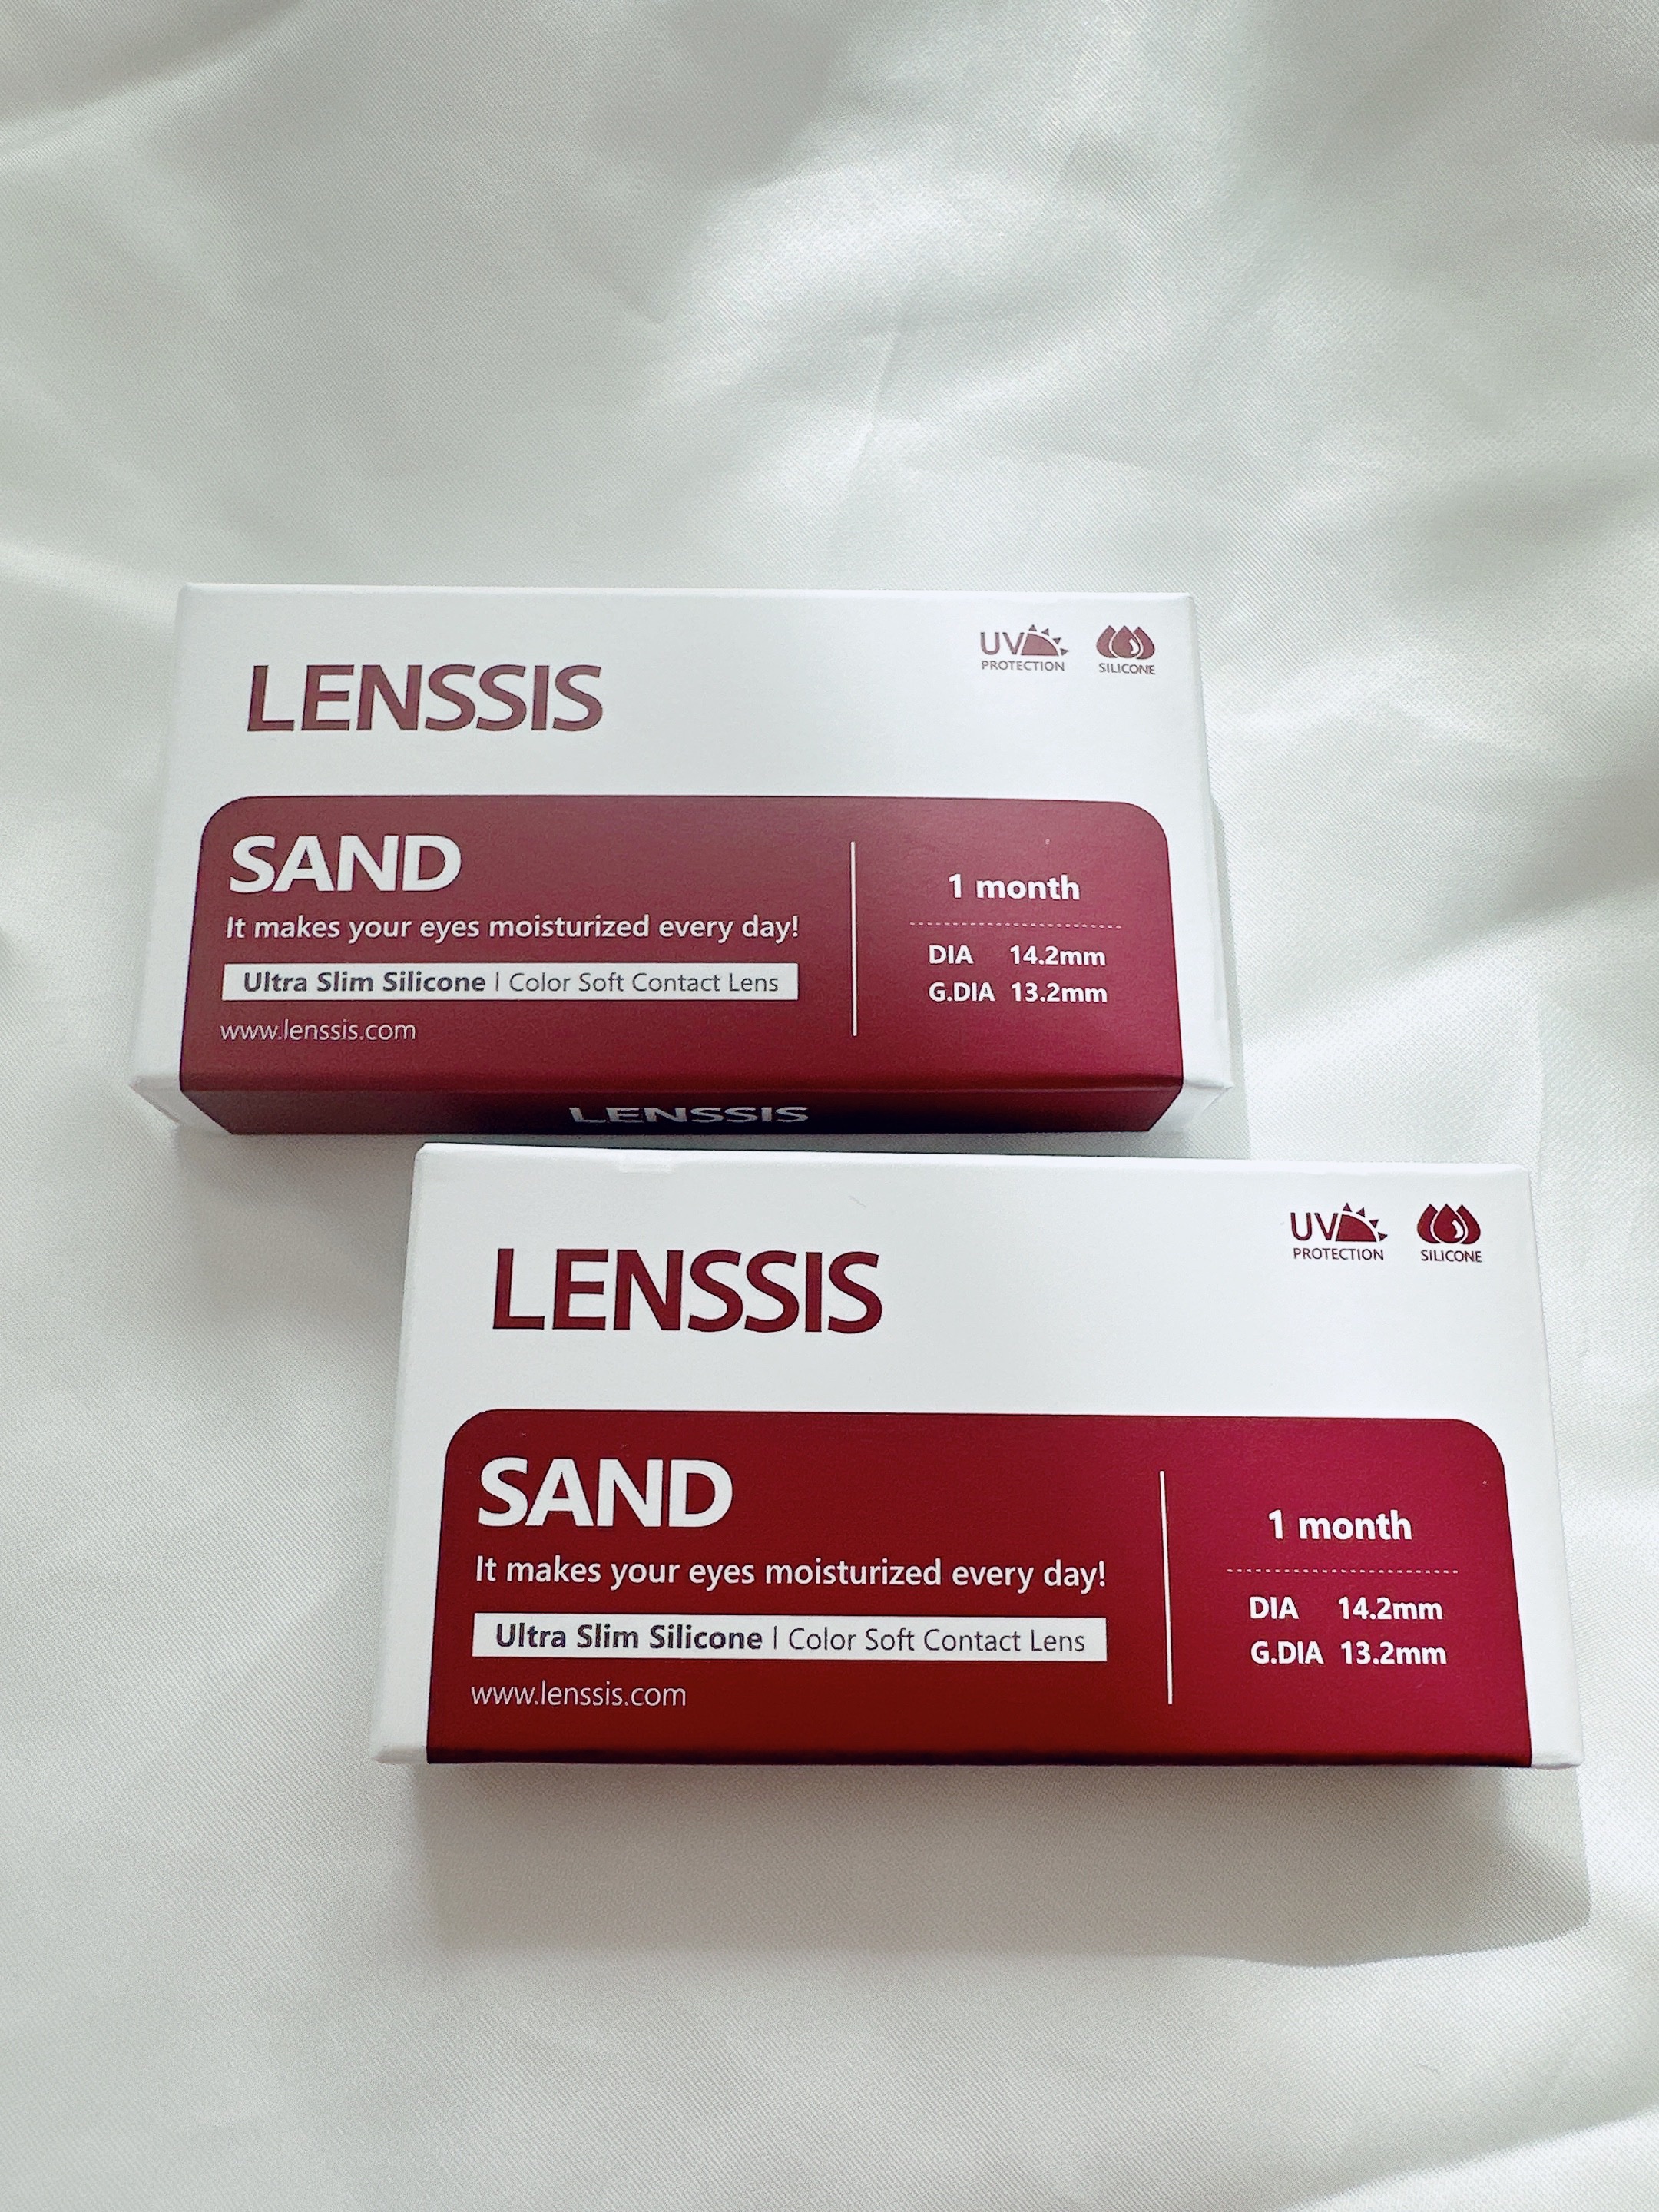 LENSSIS
UV
PROTECTION
SILICONE
SAND
It makes your eyes moisturized every day!
Ultra Slim Silicone | Color Soft Contact Lens
www.lenssis.com
1 month
DIA 14.2mm
G.DIA 13.2mm
LENSSIS
LENSSIS
UV
PROTECTION
SILICONE
SAND
It makes your eyes moisturized every day!
Ultra Slim Silicone | Color Soft Contact Lens
www.lenssis.com
1 month
DIA 14.2mm
G.DIA 13.2mm